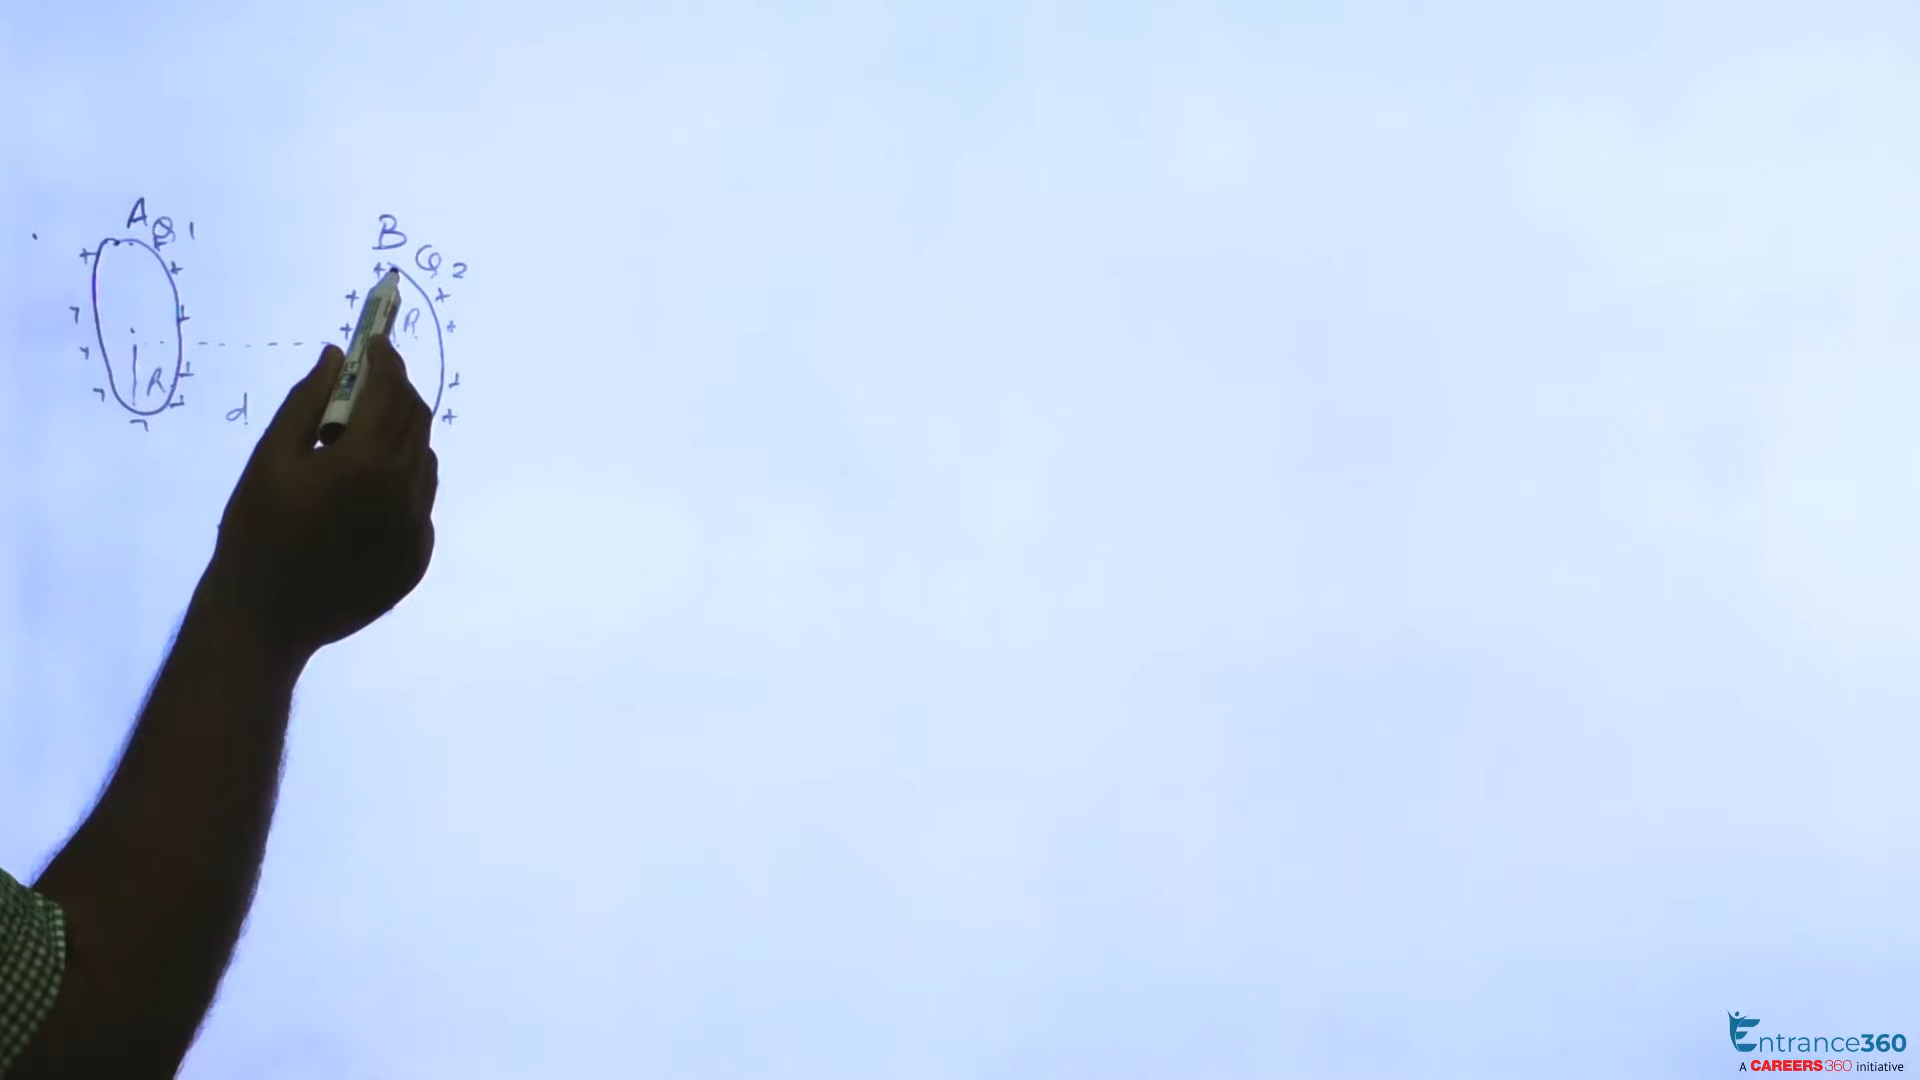 A Q1
B Q2
R
R
d
Entrance360
A CAREERS360 initiative